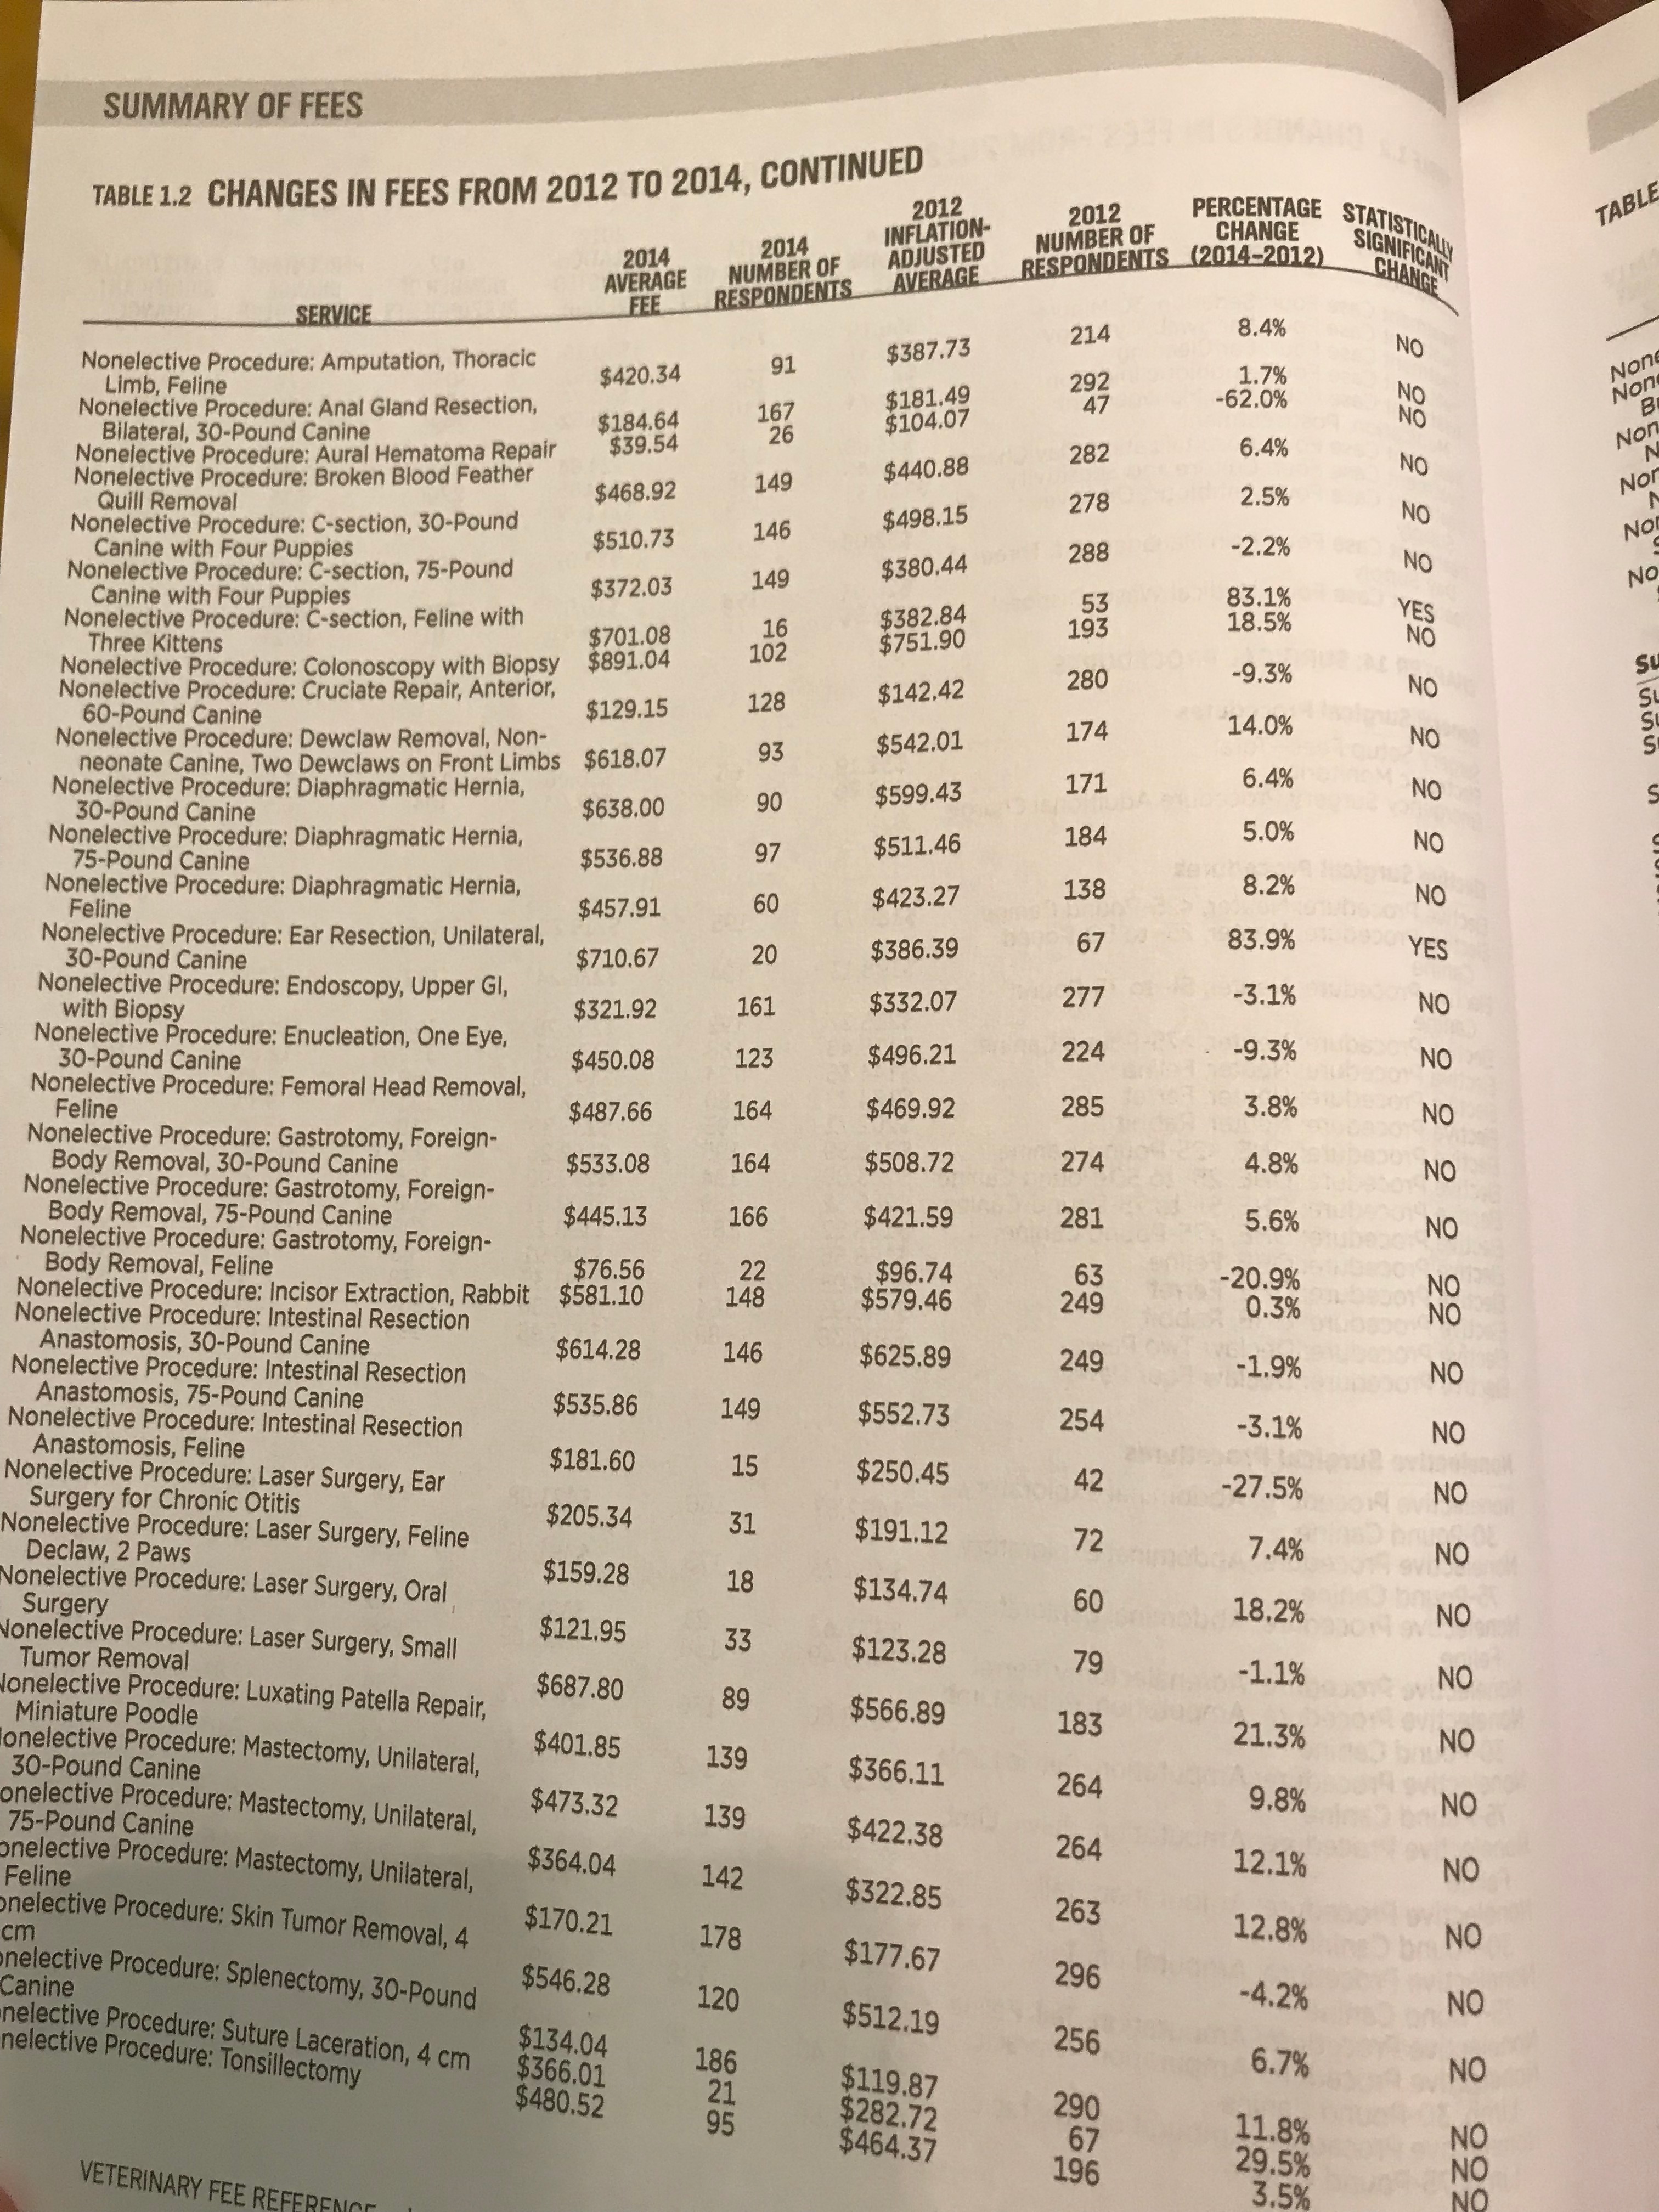 SUMMARY OF FEES
TABLE 1.2 CHANGES IN FEES FROM 2012 TO 2014, CONTINUED
SERVICE
2014
AVERAGE
FEE
2014
NUMBER OF
RESPONDENTS
2012
INFLATION-
ADJUSTED
AVERAGE
2012
NUMBER OF
RESPONDENTS
PERCENTAGE
CHANGE
(2014-2012)
STATISTICALLY
SIGNIFICANT
CHANGE
Nonelective Procedure: Amputation, Thoracic
Limb, Feline $420.34 91 $387.73 214 8.4% NO
Nonelective Procedure: Anal Gland Resection,
Bilateral, 30-Pound Canine $184.64 167 $181.49 292 1.7% NO
Nonelective Procedure: Aural Hematoma Repair $39.54 26 $104.07 47 -62.0% NO
Nonelective Procedure: Broken Blood Feather
Quill Removal $468.92 149 $440.88 282 6.4% NO
Nonelective Procedure: C-section, 30-Pound
Canine with Four Puppies $510.73 146 $498.15 278 2.5% NO
Nonelective Procedure: C-section, 75-Pound
Canine with Four Puppies $372.03 149 $380.44 288 -2.2% NO
Nonelective Procedure: C-section, Feline with
Three Kittens $701.08 16 $382.84 53 83.1% YES
Nonelective Procedure: Colonoscopy with Biopsy $891.04 102 $751.90 193 18.5% NO
Nonelective Procedure: Cruciate Repair, Anterior,
60-Pound Canine $129.15 128 $142.42 280 -9.3% NO
Nonelective Procedure: Dewclaw Removal, Non-
neonate Canine, Two Dewclaws on Front Limbs $618.07 93 $542.01 174 14.0% NO
Nonelective Procedure: Diaphragmatic Hernia,
30-Pound Canine $638.00 90 $599.43 171 6.4% NO
Nonelective Procedure: Diaphragmatic Hernia,
75-Pound Canine $536.88 97 $511.46 184 5.0% NO
Nonelective Procedure: Diaphragmatic Hernia,
Feline $457.91 60 $423.27 138 8.2% NO
Nonelective Procedure: Ear Resection, Unilateral,
30-Pound Canine $710.67 20 $386.39 67 83.9% YES
Nonelective Procedure: Endoscopy, Upper GI,
with Biopsy $321.92 161 $332.07 277 -3.1% NO
Nonelective Procedure: Enucleation, One Eye,
30-Pound Canine $450.08 123 $496.21 224 -9.3% NO
Nonelective Procedure: Femoral Head Removal,
Feline $487.66 164 $469.92 285 3.8% NO
Nonelective Procedure: Gastrotomy, Foreign-
Body Removal, 30-Pound Canine $533.08 164 $508.72 274 4.8% NO
Nonelective Procedure: Gastrotomy, Foreign-
Body Removal, 75-Pound Canine $445.13 166 $421.59 281 5.6% NO
Nonelective Procedure: Gastrotomy, Foreign-
Body Removal, Feline $76.56 22 $96.74 63 -20.9% NO
Nonelective Procedure: Incisor Extraction, Rabbit $581.10 148 $579.46 249 0.3% NO
Nonelective Procedure: Intestinal Resection
Anastomosis, 30-Pound Canine $614.28 146 $625.89 249 -1.9% NO
Nonelective Procedure: Intestinal Resection
Anastomosis, 75-Pound Canine $535.86 149 $552.73 254 -3.1% NO
Nonelective Procedure: Intestinal Resection
Anastomosis, Feline $181.60 15 $250.45 42 -27.5% NO
Nonelective Procedure: Laser Surgery, Ear
Surgery for Chronic Otitis $205.34 31 $191.12 72 7.4% NO
Nonelective Procedure: Laser Surgery, Feline
Declaw, 2 Paws $159.28 18 $134.74 60 18.2% NO
Nonelective Procedure: Laser Surgery, Oral
Surgery $121.95 33 $123.28 79 -1.1% NO
Nonelective Procedure: Laser Surgery, Small
Tumor Removal $687.80 89 $566.89 183 21.3% NO
Nonelective Procedure: Luxating Patella Repair,
Miniature Poodle $401.85 139 $366.11 264 9.8% NO
onelective Procedure: Mastectomy, Unilateral,
30-Pound Canine $473.32 139 $422.38 264 12.1% NO
onelective Procedure: Mastectomy, Unilateral,
75-Pound Canine $364.04 142 $322.85 263 12.8% NO
onelective Procedure: Mastectomy, Unilateral,
Feline $170.21 178 $177.67 296 -4.2% NO
onelective Procedure: Skin Tumor Removal, 4
cm $546.28 120 $512.19 256 6.7% NO
nelective Procedure: Splenectomy, 30-Pound
Canine $134.04 186 $119.87 290 11.8% NO
nelective Procedure: Suture Laceration, 4 cm $366.01 21 $282.72 67 29.5% NO
nelective Procedure: Tonsillectomy $480.52 95 $464.37 196 3.5% NO
VETERINARY FEE REFERENCE
TABLE